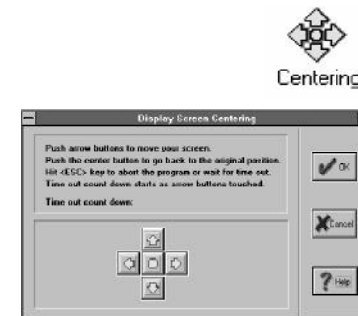 Centering
Display Screen Centering
Push arrow buttons to move your screen.
Push the center button to go back to the original position.
Hit <ESC> key to abort the program or wait for time out.
Time out count down starts as arrow buttons touched.
Time out count down:
OK
Cancel
Help